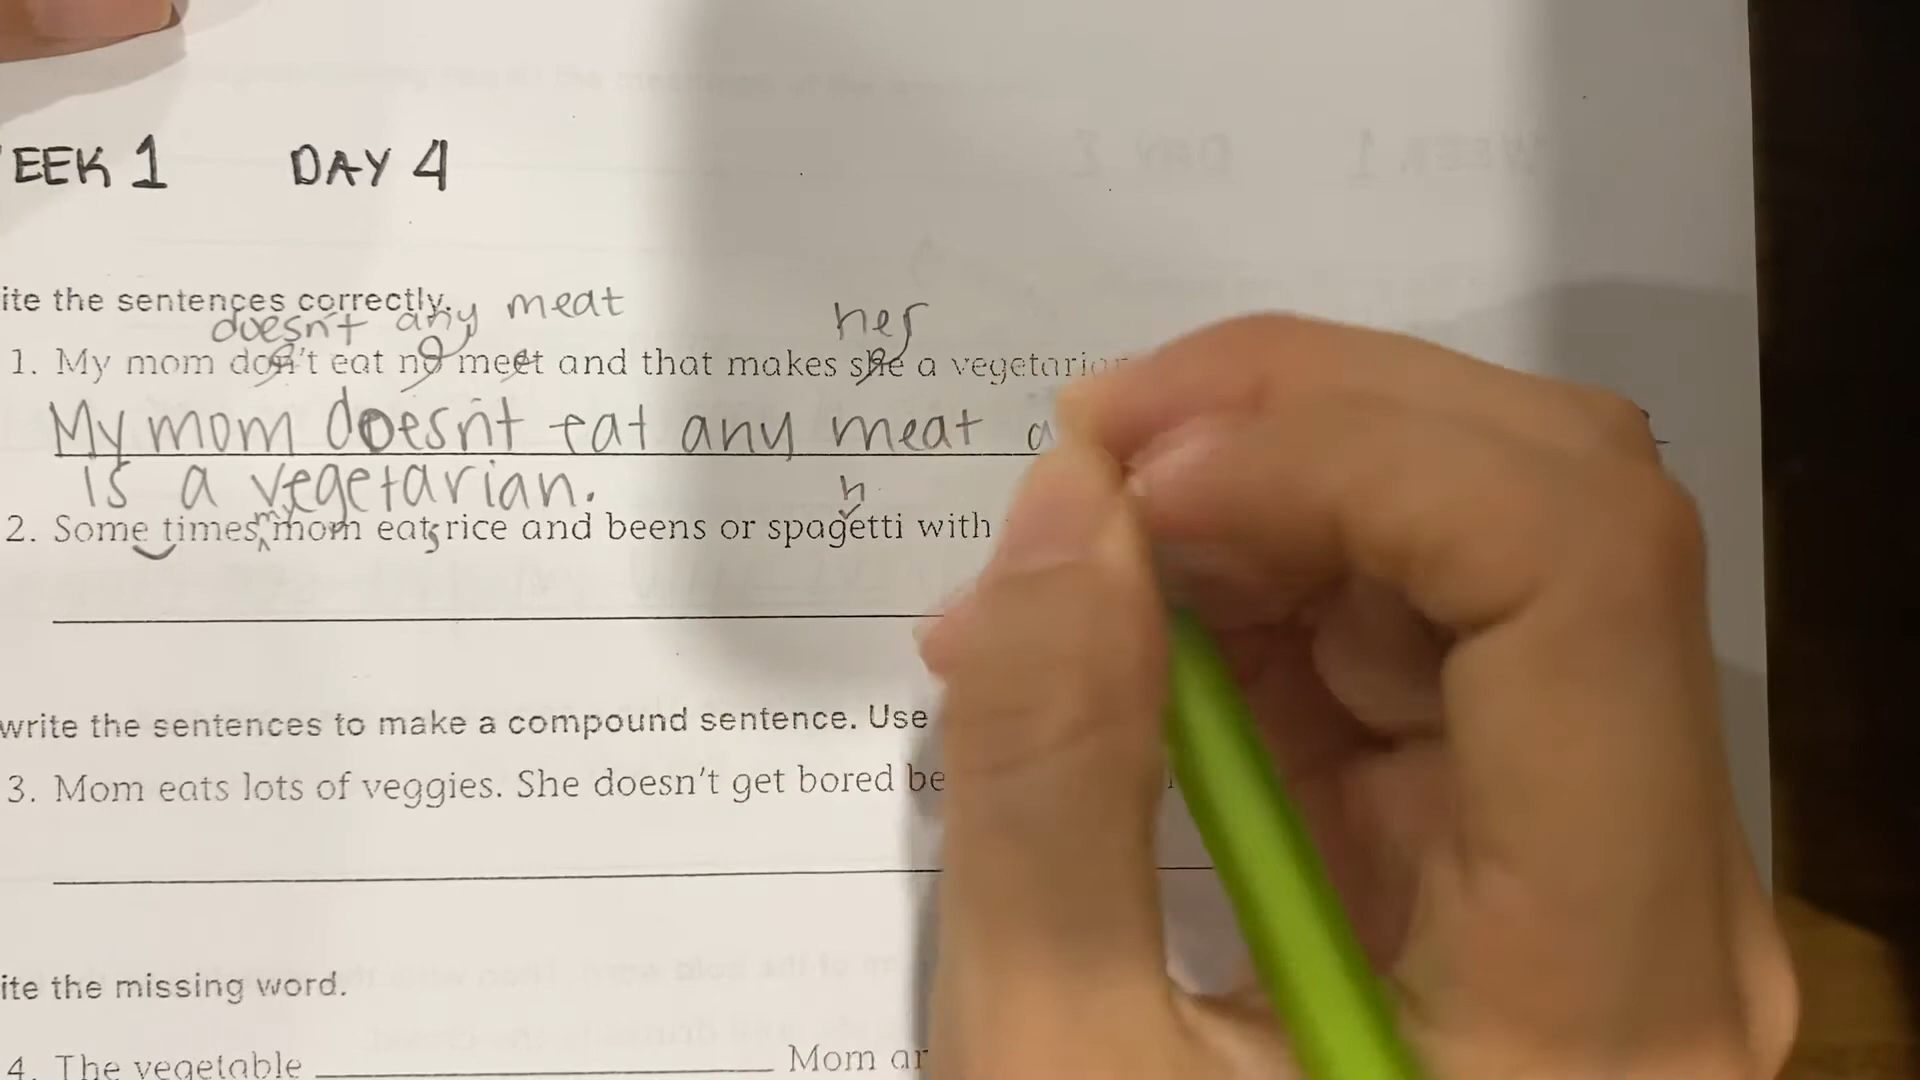 EEK 1 DAY 4
ite the sentences correctly.
doesn't any meat her
1. My mom don't eat no meet and that makes she a vegetarian
My mom doesn't eat any meat a
is a vegetarian.
my h
2. Some times, mom eats rice and beens or spagetti with
write the sentences to make a compound sentence. Use
3. Mom eats lots of veggies. She doesn't get bored be
ite the missing word.
4. The vegetable ____ Mom ar